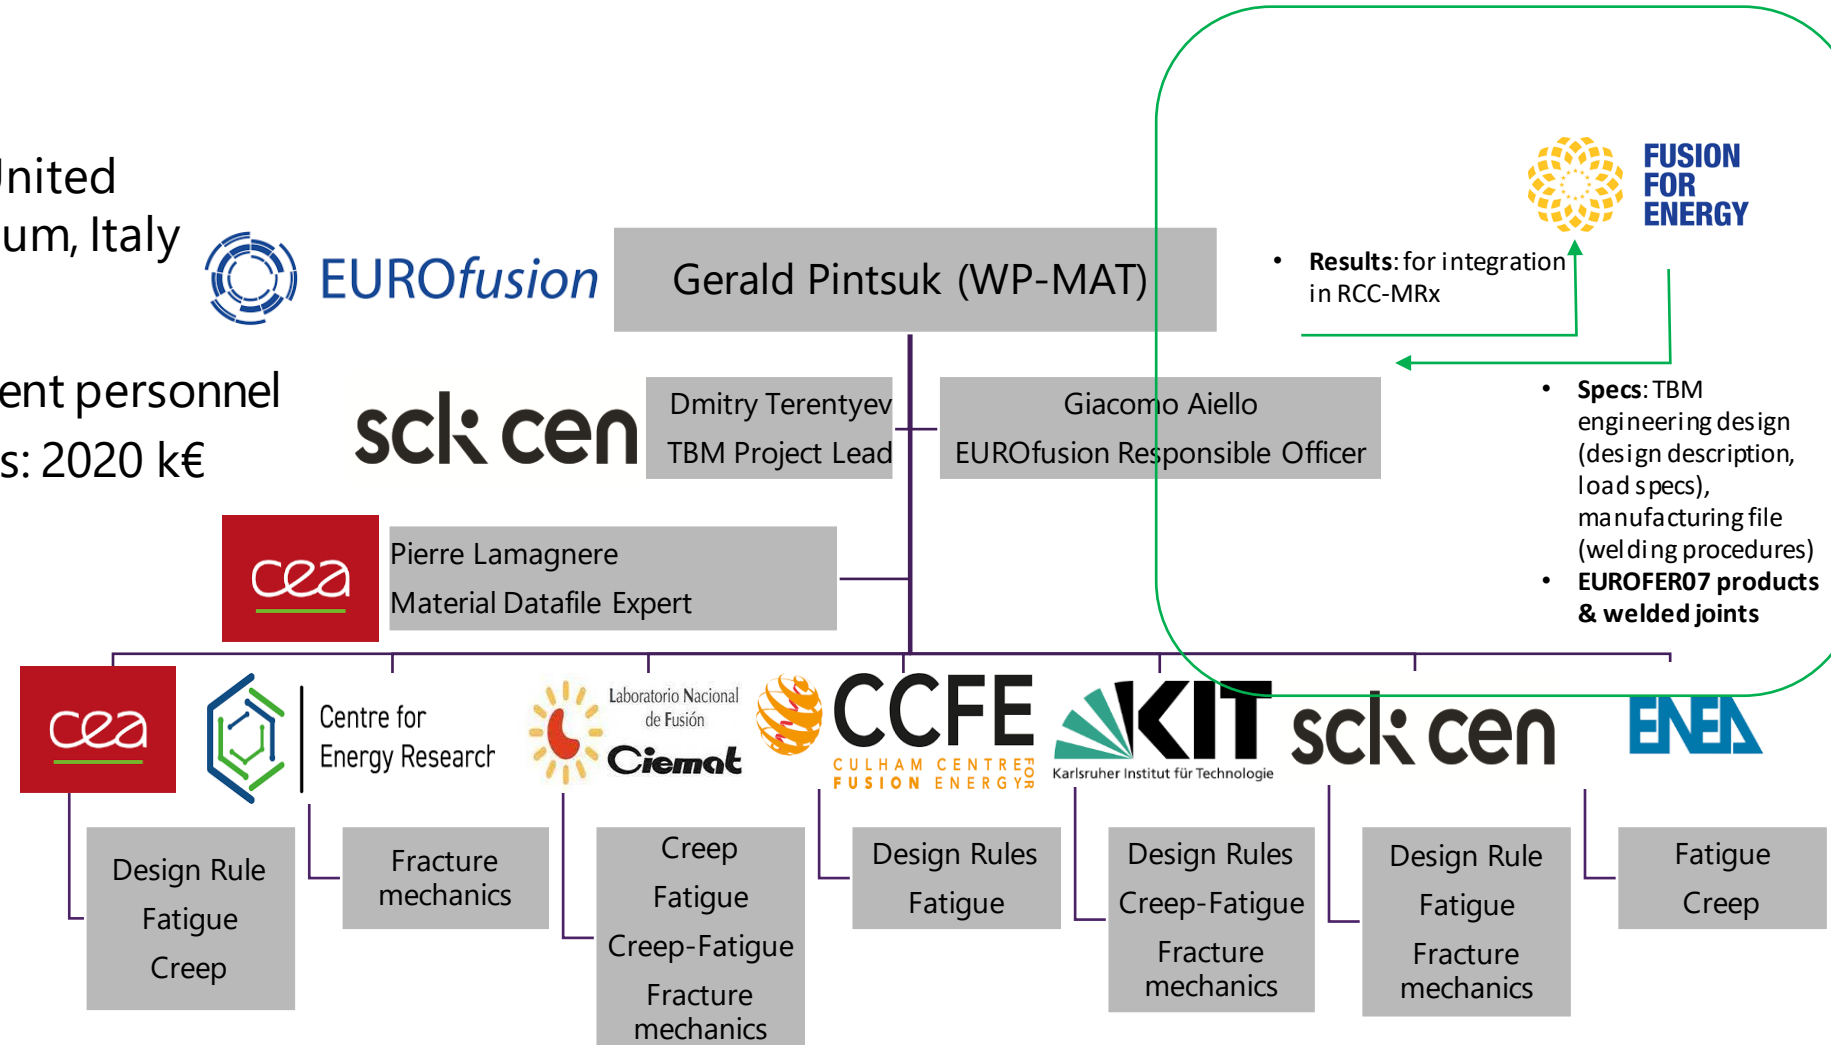 United
um, Italy
ent personnel
s: 2020 k€
EUROfusion
Gerald Pintsuk (WP-MAT)
FUSION
FOR
ENERGY
• Results: for integration
in RCC-MRx
sck cen
Dmitry Terentyev
TBM Project Lead
Giacomo Aiello
EUROfusion Responsible Officer
• Specs: TBM
engineering design
(design description,
load specs),
manufacturing file
(welding procedures)
• EUROFER07 products
& welded joints
cea
Pierre Lamagnere
Material Datafile Expert
cea
Centre for
Energy Research
Laboratorio Nacional
de Fusión
Ciemat
CCFE
CULHAM CENTRE FOR
FUSION ENERGY
KIT
Karlsruher Institut für Technologie
sck cen
ENEA
Design Rule
Fatigue
Creep
Fracture
mechanics
Creep
Fatigue
Creep-Fatigue
Fracture
mechanics
Design Rules
Fatigue
Design Rules
Creep-Fatigue
Fracture
mechanics
Design Rule
Fatigue
Fracture
mechanics
Fatigue
Creep